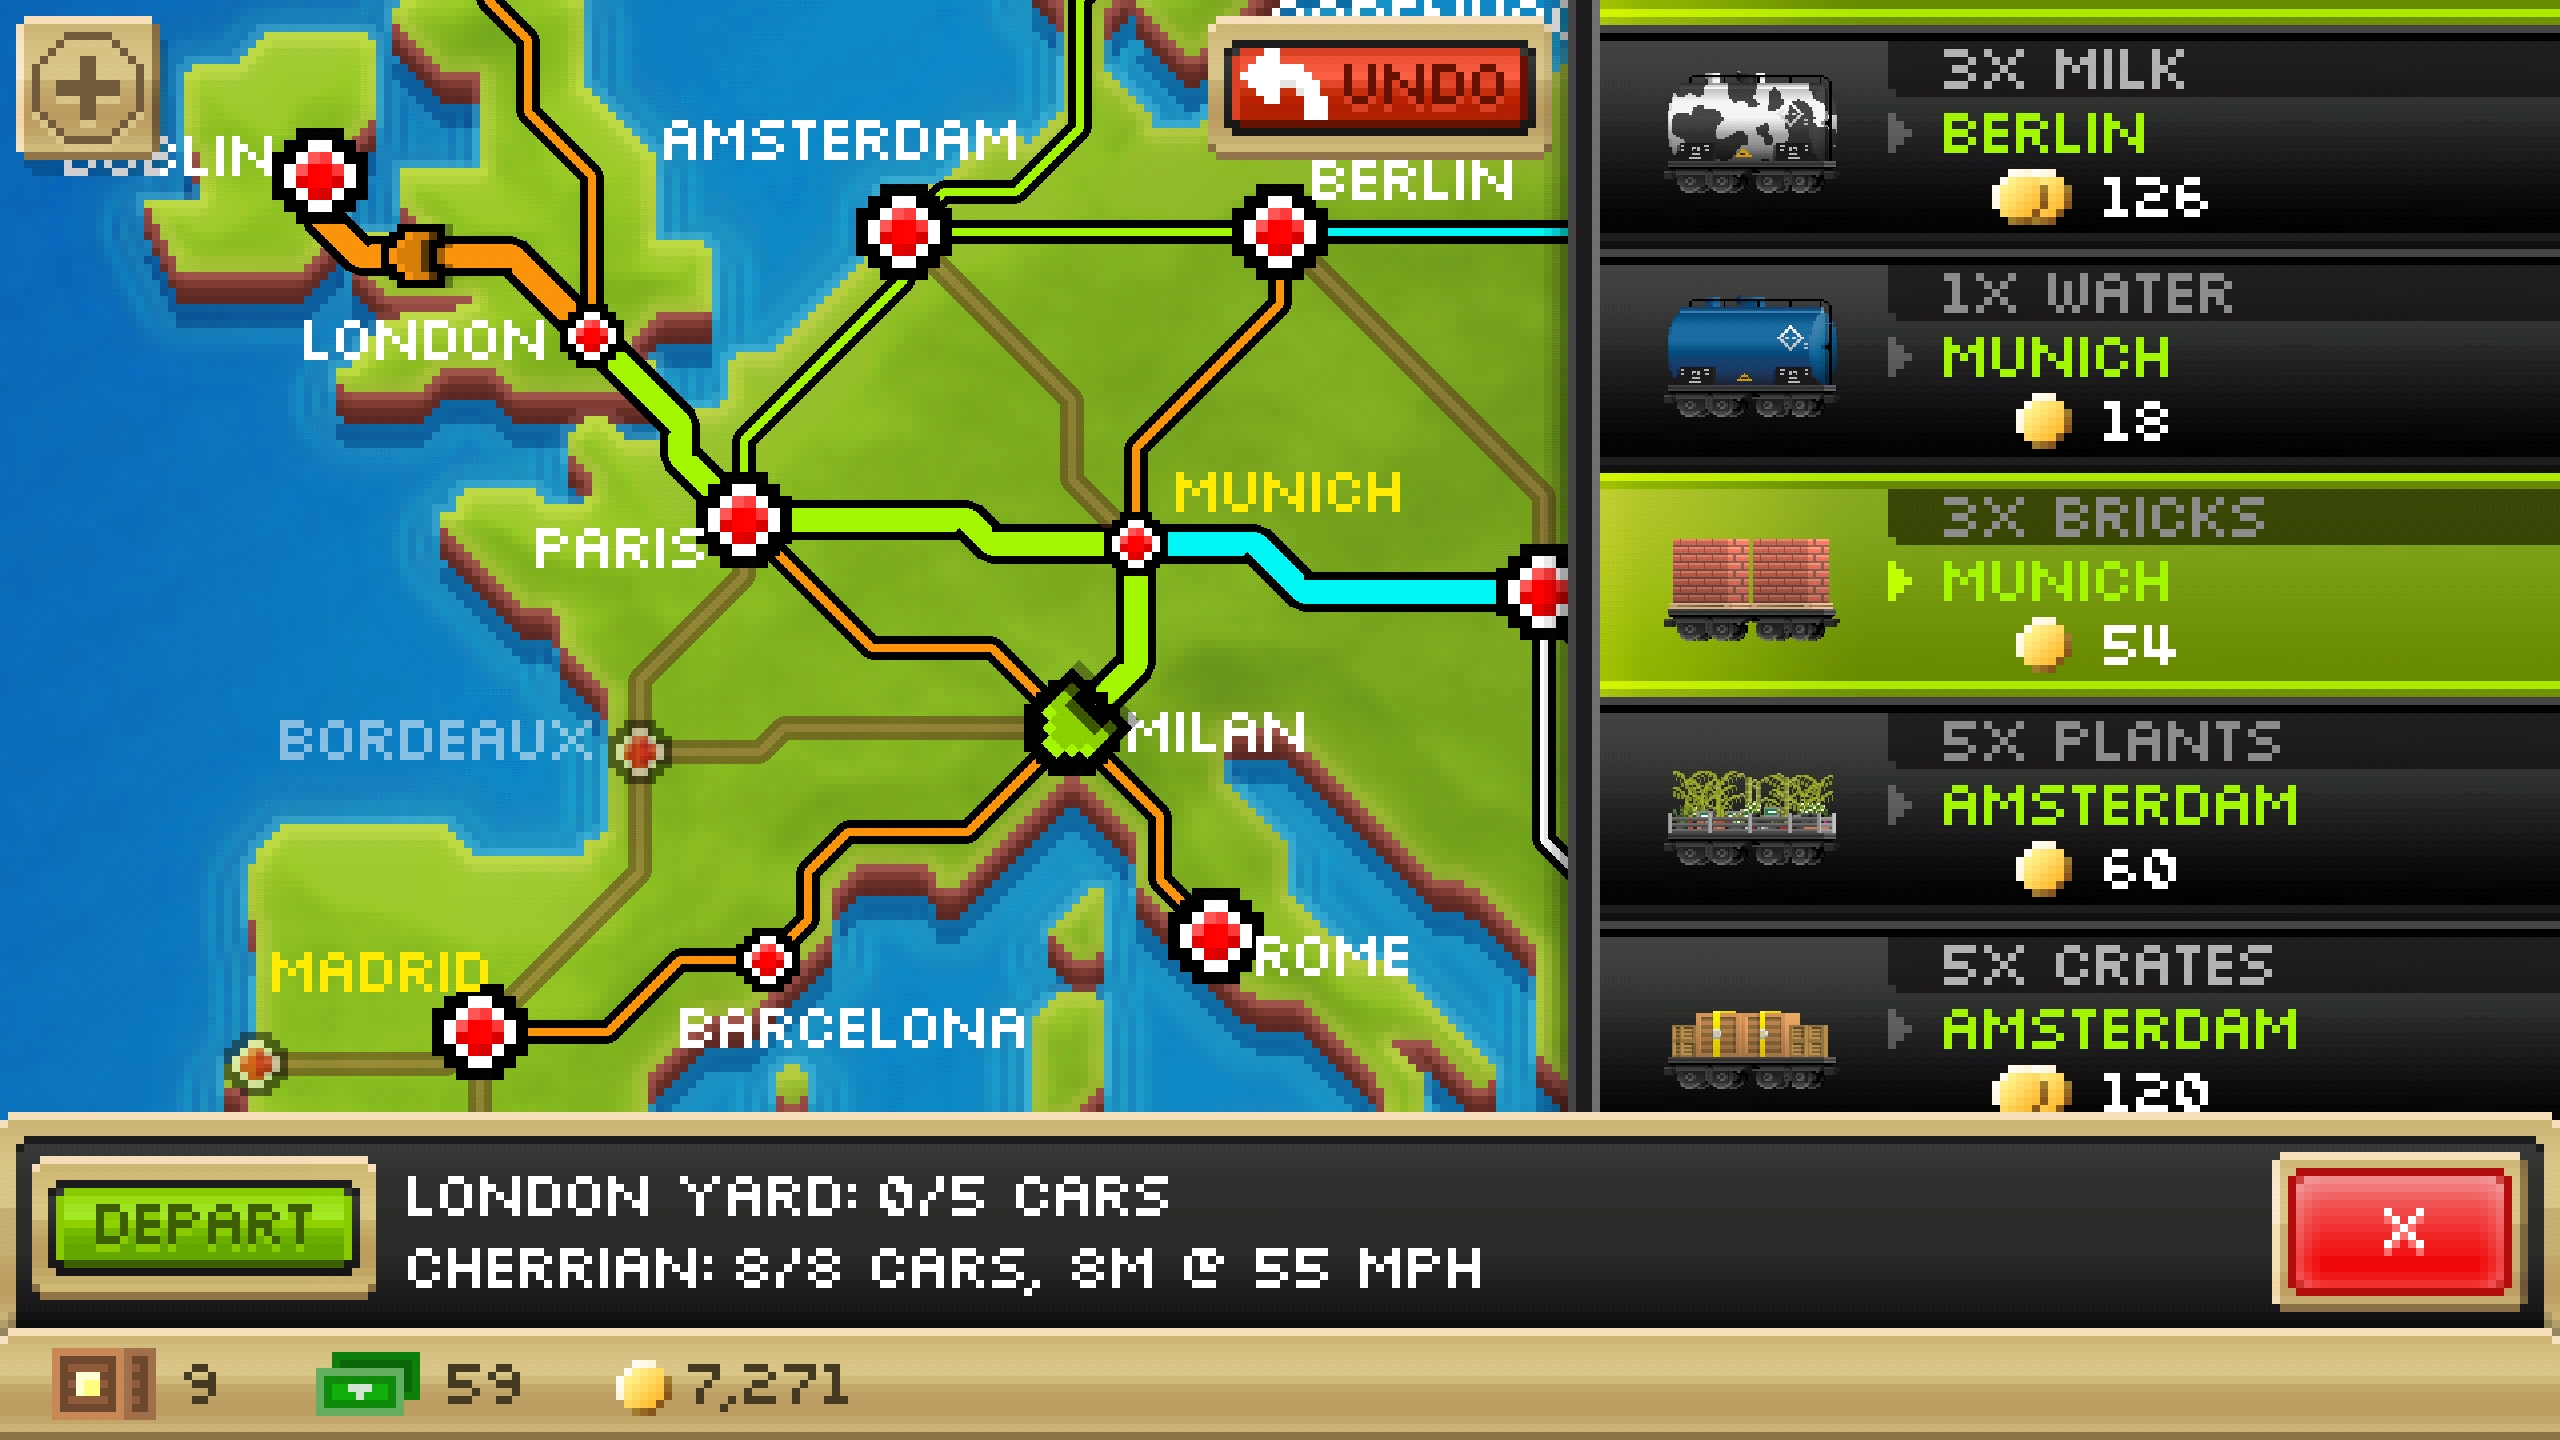 UNDO
AMSTERDAM
BERLIN
LONDON
MUNICH
PARIS
BORDEAUX
MILAN
MADRID
ROME
BARCELONA
3X MILK
BERLIN
126
1X WATER
MUNICH
18
3X BRICKS
MUNICH
54
5X PLANTS
AMSTERDAM
60
5X CRATES
AMSTERDAM
120
DEPART
LONDON YARD: 0/5 CARS
CHERRIAN: 8/8 CARS, 8M @ 55 MPH
X
9
59
7,271